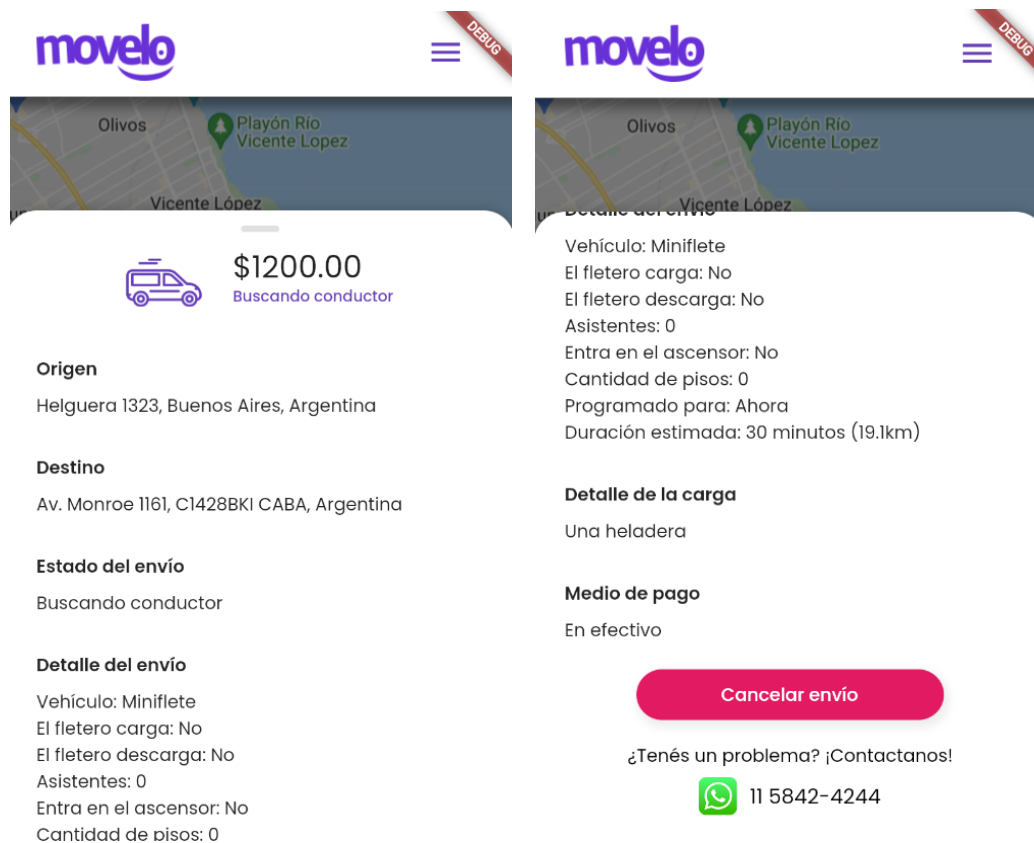 movelo
DEBUG
Olivos
Playón Río
Vicente Lopez
Vicente López
$1200.00
Buscando conductor
Origen
Helguera 1323, Buenos Aires, Argentina
Destino
Av. Monroe 1161, C1428BKI CABA, Argentina
Estado del envío
Buscando conductor
Detalle del envío
Vehículo: Miniflete
El fletero carga: No
El fletero descarga: No
Asistentes: 0
Entra en el ascensor: No
Cantidad de pisos: 0
movelo
DEBUG
Olivos
Playón Río
Vicente Lopez
Vicente López
Detalle del envío
Vehículo: Miniflete
El fletero carga: No
El fletero descarga: No
Asistentes: 0
Entra en el ascensor: No
Cantidad de pisos: 0
Programado para: Ahora
Duración estimada: 30 minutos (19.1km)
Detalle de la carga
Una heladera
Medio de pago
En efectivo
Cancelar envío
¿Tenés un problema? ¡Contactanos!
11 5842-4244